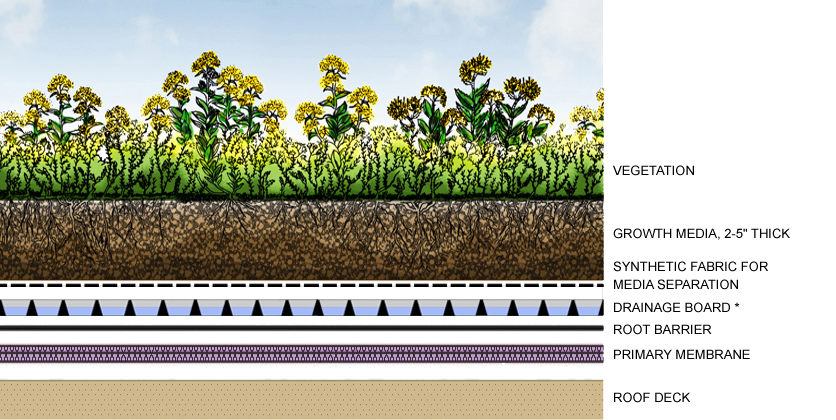 VEGETATION
GROWTH MEDIA, 2-5" THICK
SYNTHETIC FABRIC FOR
MEDIA SEPARATION
DRAINAGE BOARD *
ROOT BARRIER
PRIMARY MEMBRANE
ROOF DECK